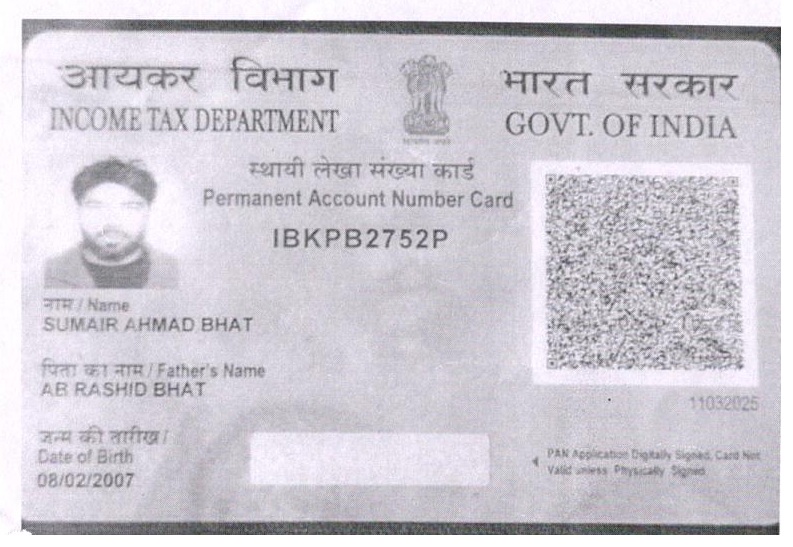 आयकर विभाग
INCOME TAX DEPARTMENT
भारत सरकार
GOVT. OF INDIA
स्थायी लेखा संख्या कार्ड
Permanent Account Number Card
IBKPB2752P
नाम / Name
SUMAIR AHMAD BHAT
पिता का नाम / Father's Name
AB RASHID BHAT
जन्म की तारीख /
Date of Birth
08/02/2007
11032025
PAN Application Digitally Signed, Card Not
Valid unless Physically Signed